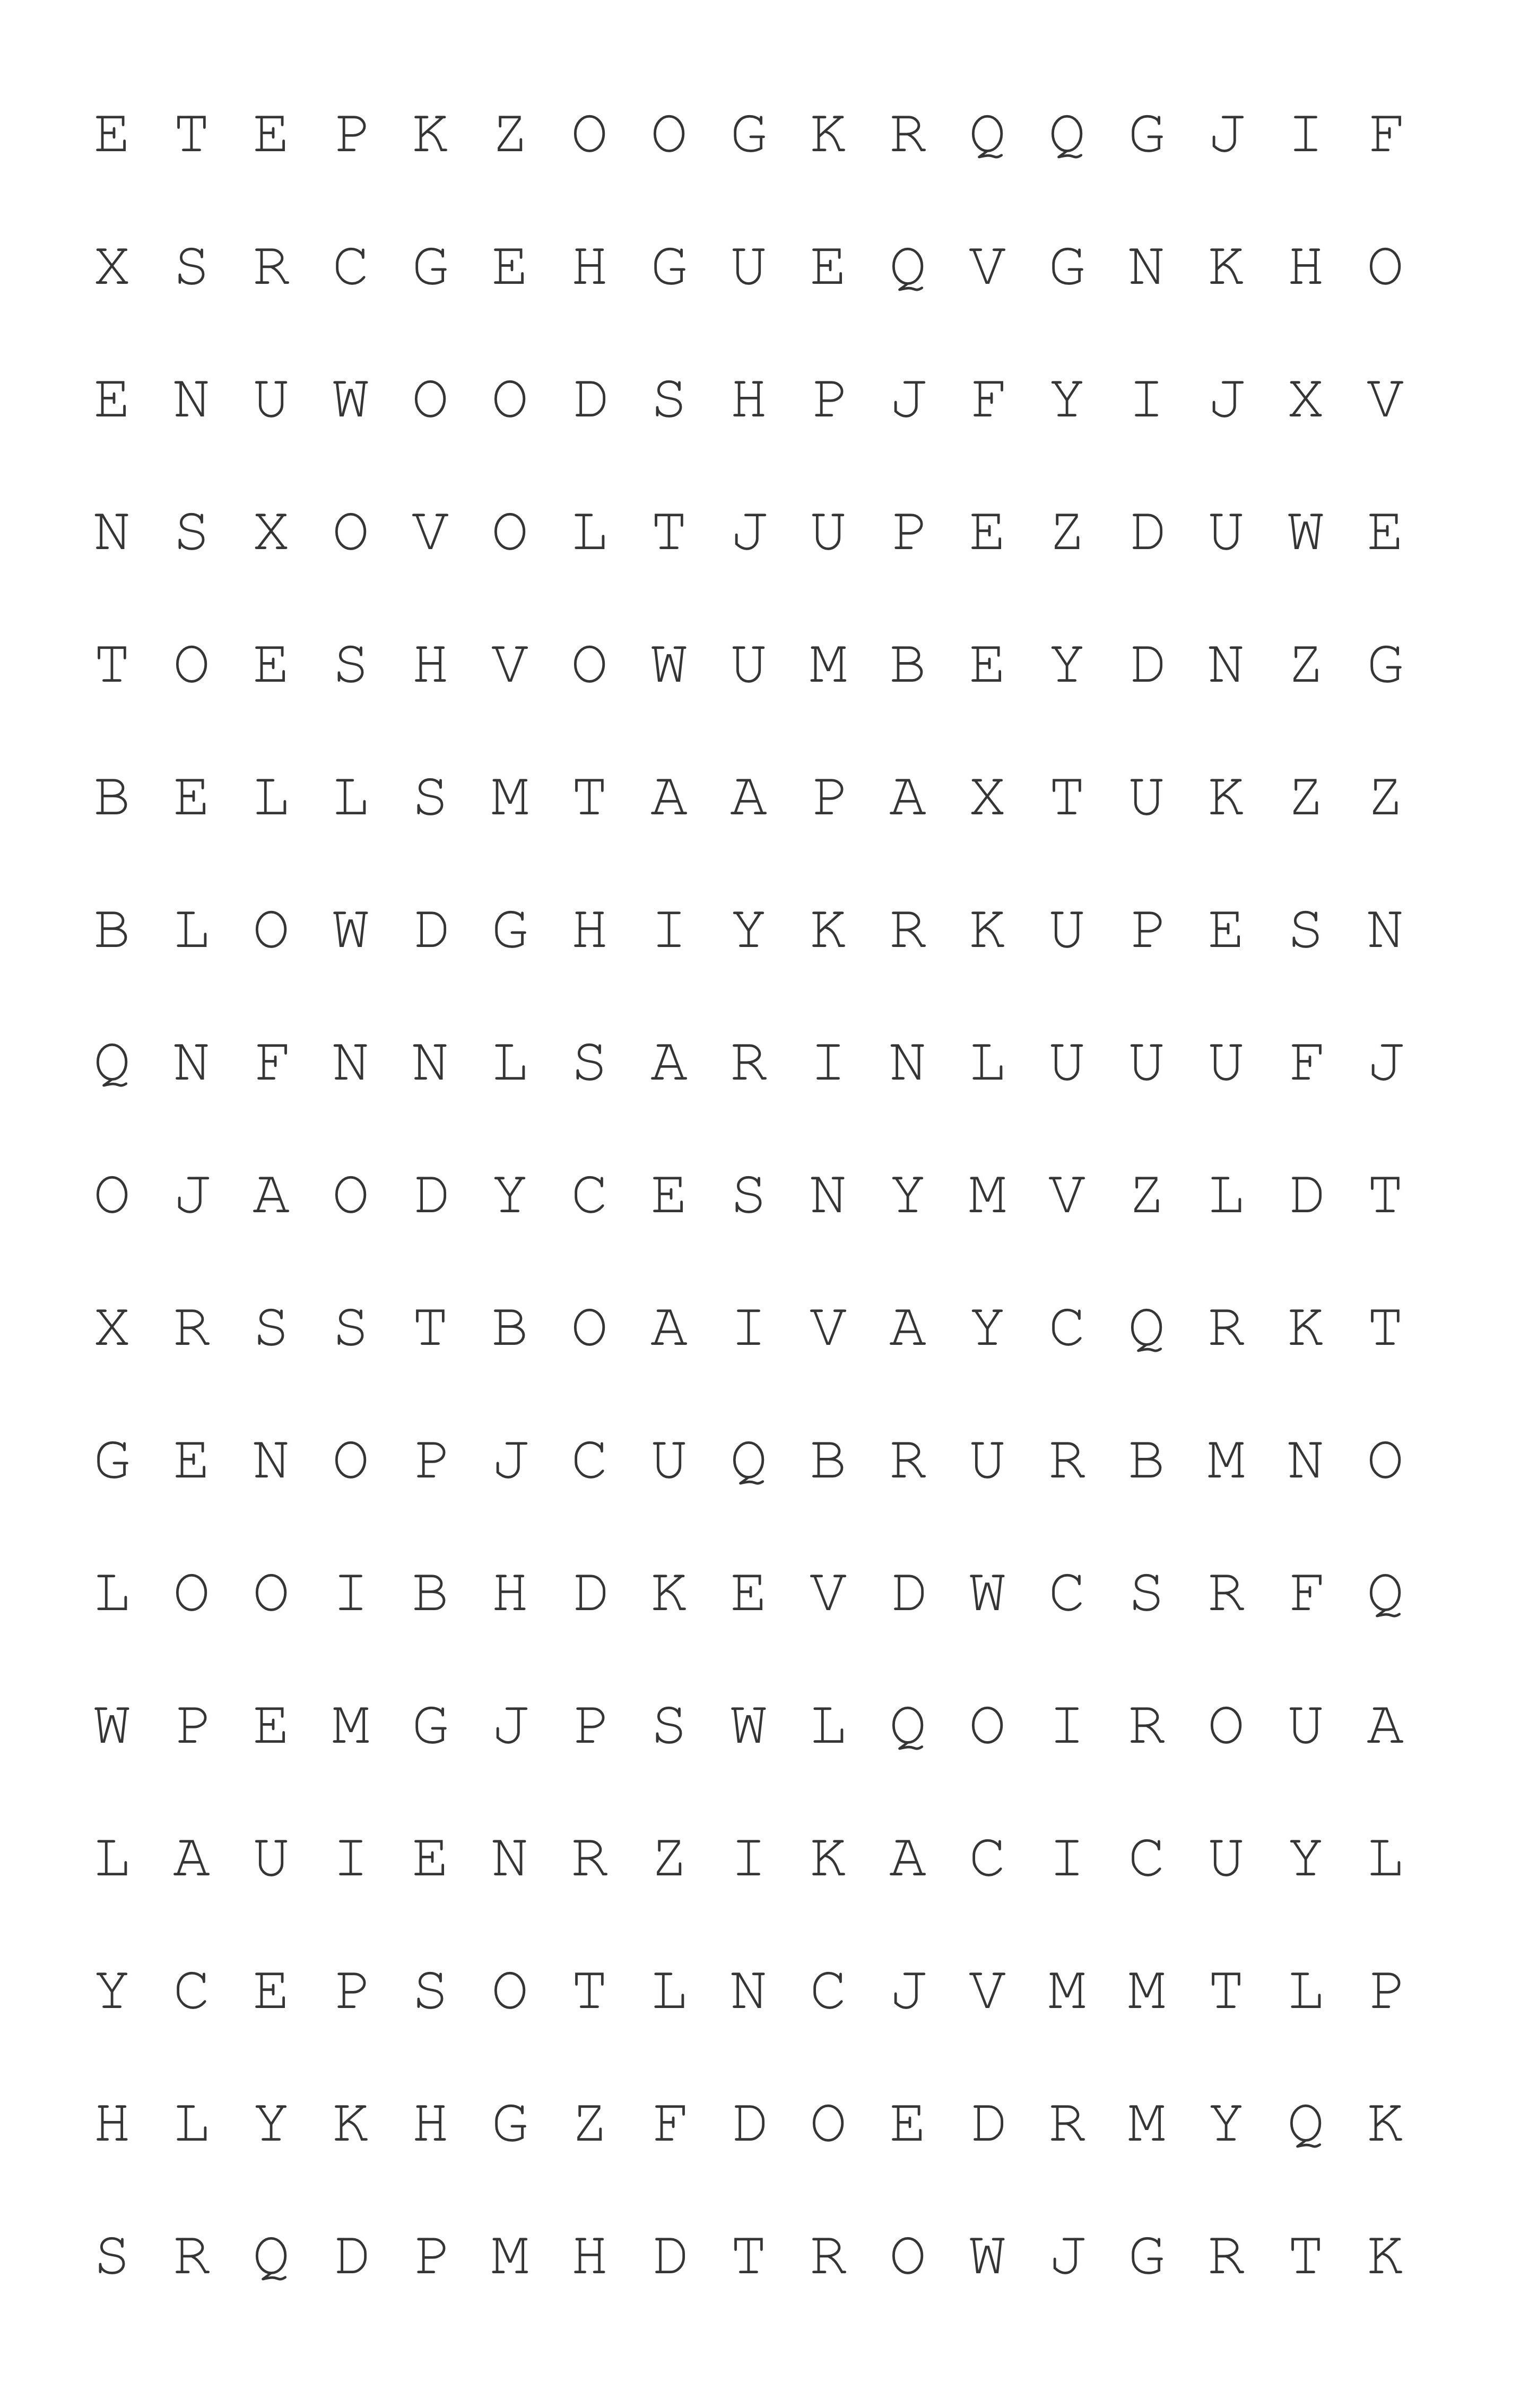 E T E P K Z O O G K R Q Q G J I F
X S R C G E H G U E Q V G N K H O
E N U W O O D S H P J F Y I J X V
N S X O V O L T J U P E Z D U W E
T O E S H V O W U M B E Y D N Z G
B E L L S M T A A P A X T U K Z Z
B L O W D G H I Y K R K U P E S N
Q N F N N L S A R I N L U U U F J
O J A O D Y C E S N Y M V Z L D T
X R S S T B O A I V A Y C Q R K T
G E N O P J C U Q B R U R B M N O
L O O I B H D K E V D W C S R F Q
W P E M G J P S W L Q O I R O U A
L A U I E N R Z I K A C I C U Y L
Y C E P S O T L N C J V M M T L P
H L Y K H G Z F D O E D R M Y Q K
S R Q D P M H D T R O W J G R T K